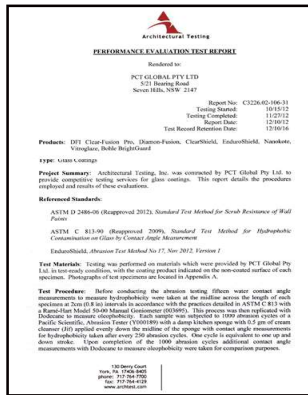 Architectural Testing
PERFORMANCE EVALUATION TEST REPORT
Rendered to:
PCT GLOBAL PTY LTD
5/21 Bearing Road
Seven Hills, NSW 2147
Report No: C3226.02-106-31
Testing Started: 10/15/12
Testing Completed: 11/27/12
Report Date: 12/10/12
Test Record Retention Date: 12/10/16
Products: DFI Clear-Fusion Pro, Diamon-Fusion, ClearShield, EnduroShield, Nanokote,
Vitroglaze, Bohle BrightGuard
Type: Glass Coatings
Project Summary: Architectural Testing, Inc. was contracted by PCT Global Pty Ltd. to
provide competitive testing services for glass coatings. This report details the procedures
employed and results of these evaluations.
Referenced Standards:
ASTM D 2486-06 (Reapproved 2012), Standard Test Method for Scrub Resistance of Wall
Paints
ASTM C 813-90 (Reapproved 2009), Standard Test Method for Hydrophobic
Contamination on Glass by Contact Angle Measurement
EnduroShield, Abrasion Test Method No 17, Nov 2012, Version 1
Test Materials: Testing was performed on materials which were provided by PCT Global Pty
Ltd. in test-ready condition, with the coating product indicated on the non-coated surface of each
specimen. Photographs of test specimens are located in Appendix A.
Test Procedure: Before conducting the abrasion testing fifteen water contact angle
measurements to measure hydrophobicity were taken at the midline across the length of each
specimens at 2cm (0.8 in) intervals in accordance with the practices detailed in ASTM C 813 with
a Ramé-Hart Model 50-00 Manual Goniometer (003695). This process was then replicated with
Dodecane to measure oleophobicity. Each sample was subjected to 1000 abrasion cycles of a
Pacific Scientific, Abrasion Tester (Y000189) with a damp kitchen sponge with 0.5 gm of cream
cleanser (Jif) applied evenly down the midline of the sponge with contact angle measurements
for hydrophobicity taken after every 250 abrasion cycles. One cycle is equivalent to one up and
down stroke. Upon completion of the 1000 abrasion cycles additional contact angle
measurements with Dodecane to measure oleophobicity were taken for comparison purposes.
130 Derry Court
York, PA 17406-8405
phone: 717-764-7700
fax: 717-764-4129
www.archtest.com